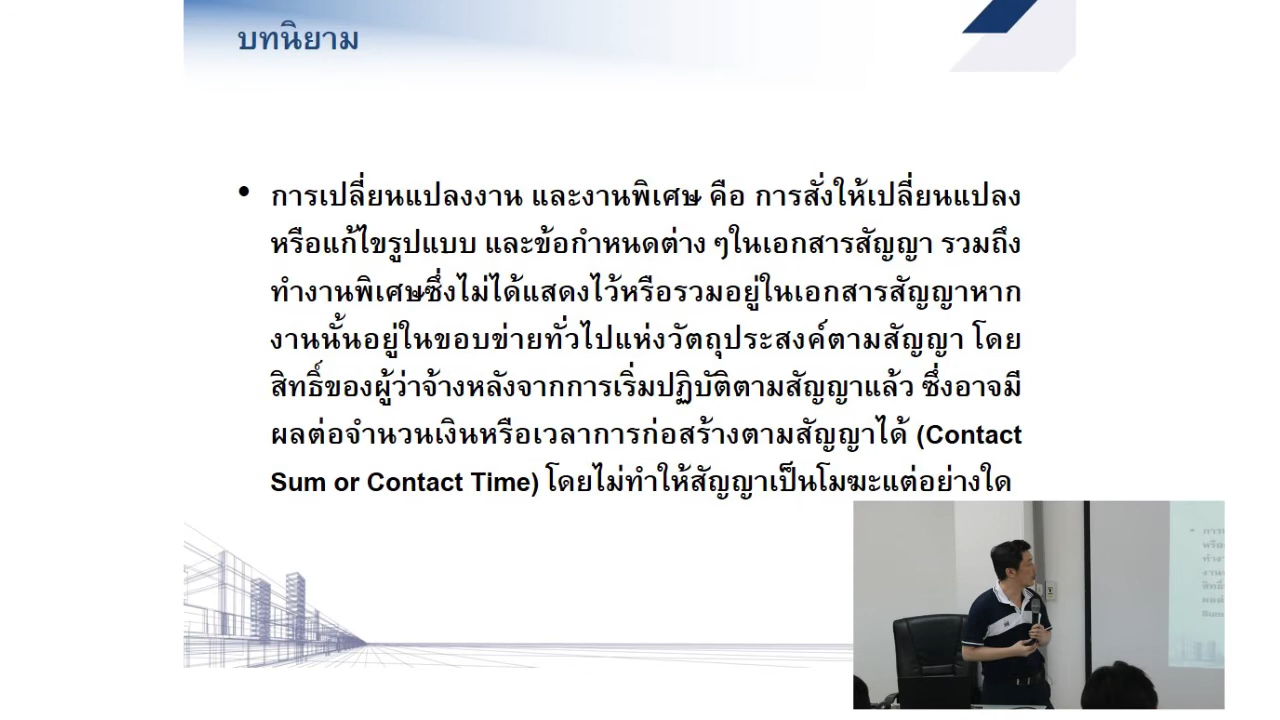 บทนิยาม
• การเปลี่ยนแปลงงาน และงานพิเศษ คือ การสั่งให้เปลี่ยนแปลง
หรือแก้ไขรูปแบบ และข้อกำหนดต่าง ๆในเอกสารสัญญา รวมถึง
ทำงานพิเศษซึ่งไม่ได้แสดงไว้หรือรวมอยู่ในเอกสารสัญญาหาก
งานนั้นอยู่ในขอบข่ายทั่วไปแห่งวัตถุประสงค์ตามสัญญา โดย
สิทธิ์ของผู้ว่าจ้างหลังจากการเริ่มปฏิบัติตามสัญญาแล้ว ซึ่งอาจมี
ผลต่อจำนวนเงินหรือเวลาการก่อสร้างตามสัญญาได้ (Contact
Sum or Contact Time) โดยไม่ทำให้สัญญาเป็นโมฆะแต่อย่างใด